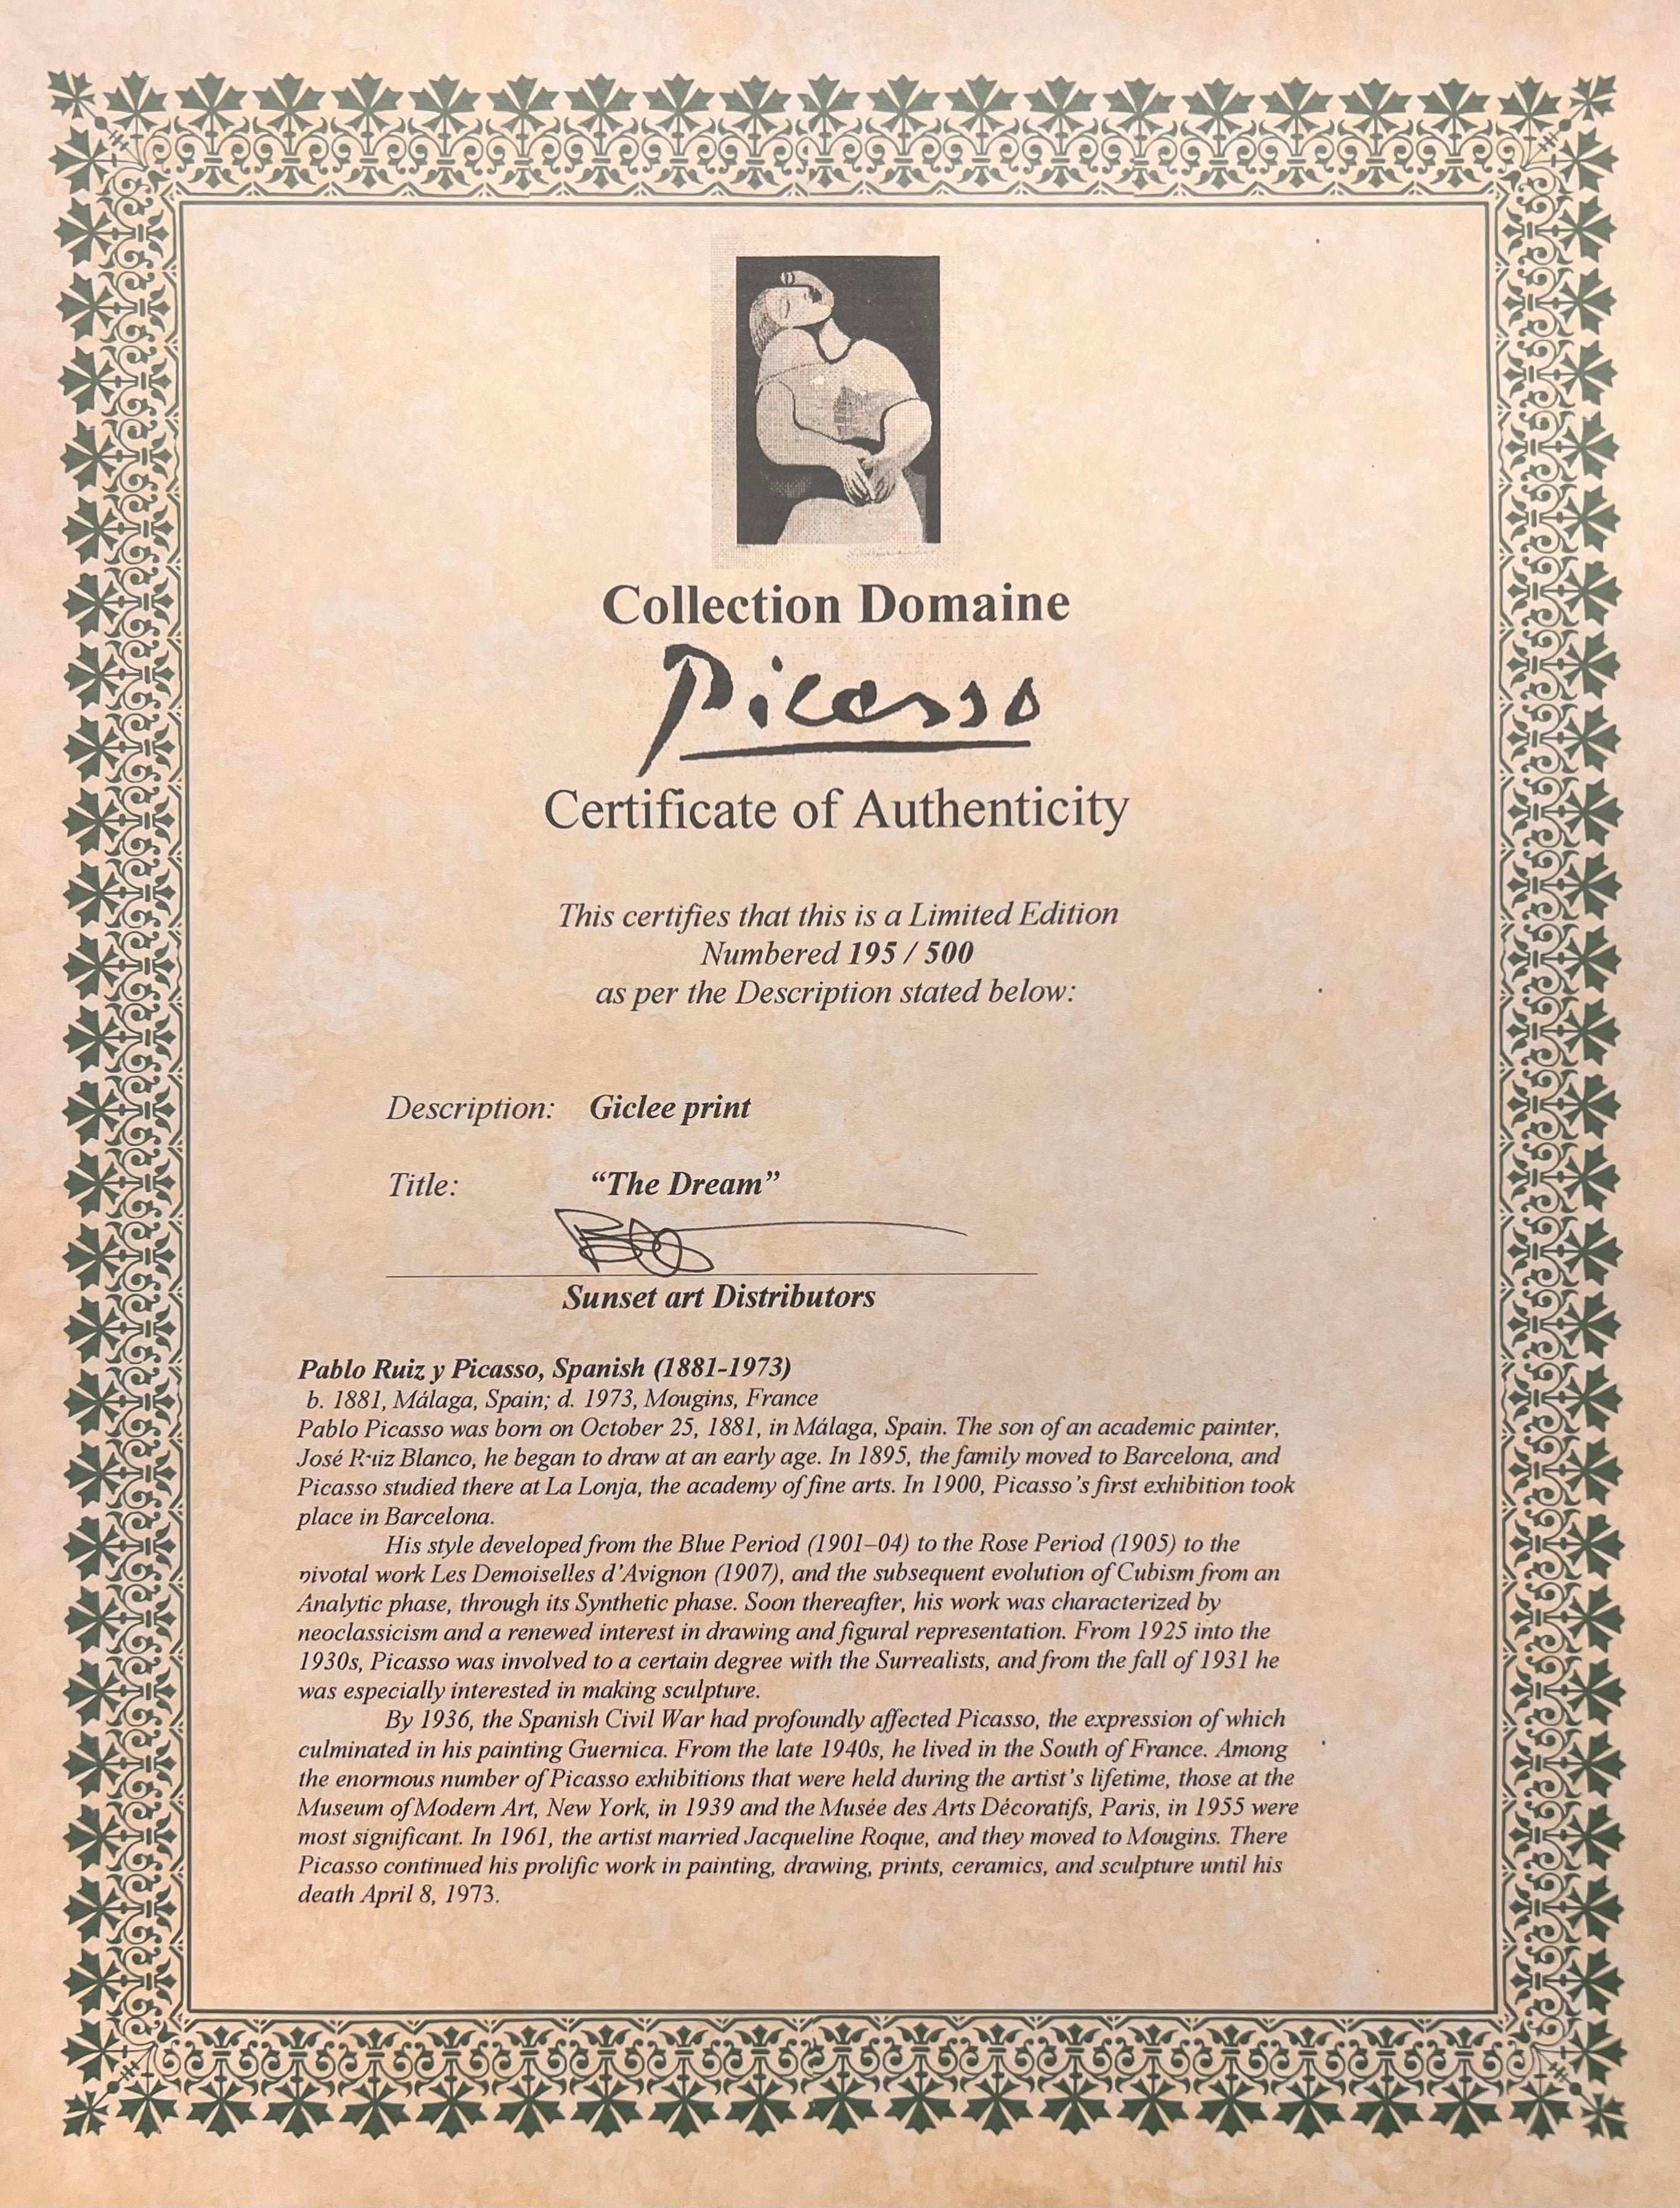 Collection Domaine
Picasso
Certificate of Authenticity
This certifies that this is a Limited Edition
Numbered 195 / 500
as per the Description stated below:
Description: Giclee print
Title: “The Dream”
Sunset art Distributors
Pablo Ruiz y Picasso, Spanish (1881-1973)
b. 1881, Málaga, Spain; d. 1973, Mougins, France
Pablo Picasso was born on October 25, 1881, in Málaga, Spain. The son of an academic painter,
José Ruiz Blanco, he began to draw at an early age. In 1895, the family moved to Barcelona, and
Picasso studied there at La Lonja, the academy of fine arts. In 1900, Picasso’s first exhibition took
place in Barcelona.
His style developed from the Blue Period (1901–04) to the Rose Period (1905) to the
pivotal work Les Demoiselles d’Avignon (1907), and the subsequent evolution of Cubism from an
Analytic phase, through its Synthetic phase. Soon thereafter, his work was characterized by
neoclassicism and a renewed interest in drawing and figural representation. From 1925 into the
1930s, Picasso was involved to a certain degree with the Surrealists, and from the fall of 1931 he
was especially interested in making sculpture.
By 1936, the Spanish Civil War had profoundly affected Picasso, the expression of which
culminated in his painting Guernica. From the late 1940s, he lived in the South of France. Among
the enormous number of Picasso exhibitions that were held during the artist’s lifetime, those at the
Museum of Modern Art, New York, in 1939 and the Musée des Arts Décoratifs, Paris, in 1955 were
most significant. In 1961, the artist married Jacqueline Roque, and they moved to Mougins. There
Picasso continued his prolific work in painting, drawing, prints, ceramics, and sculpture until his
death April 8, 1973.